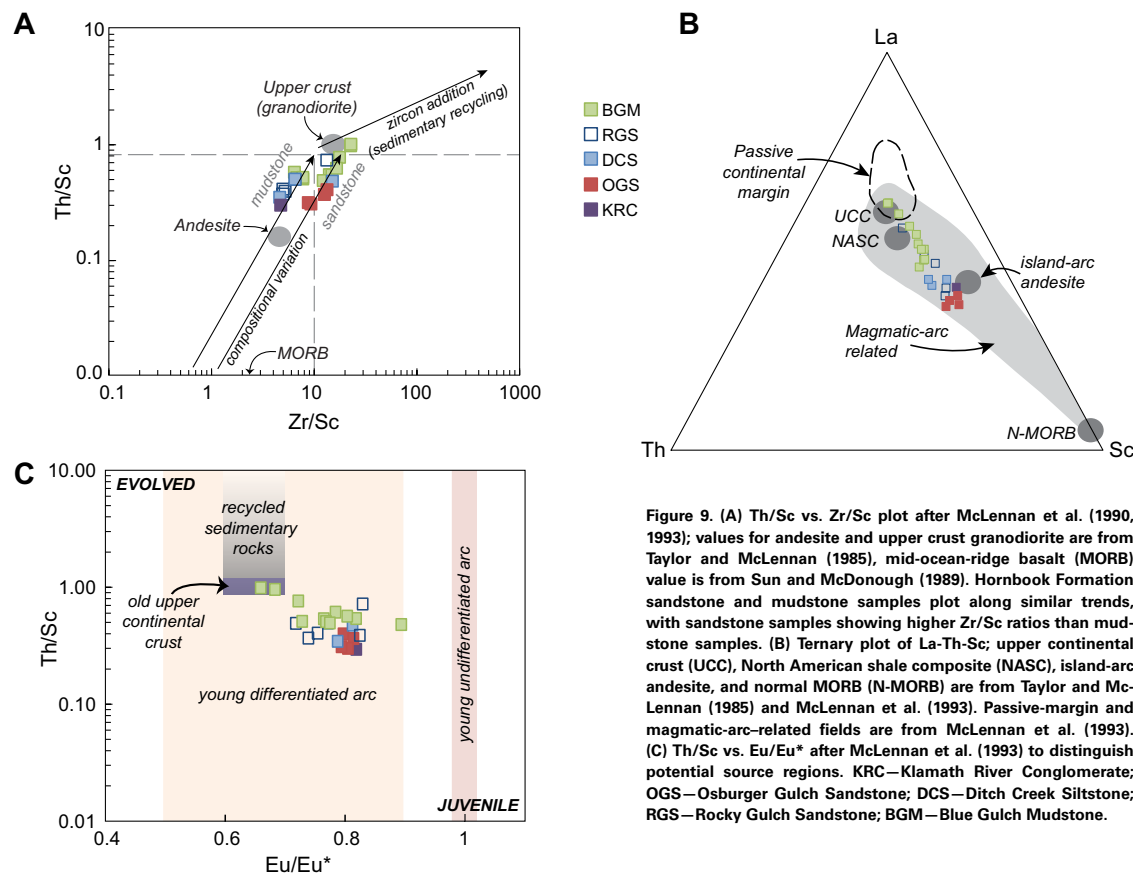 A
10
1
0.1
0.0
Th/Sc
0.1
1
10
100
1000
Zr/Sc
Upper crust
(granodiorite)
zircon addition
(sedimentary recycling)
mudstone
sandstone
Andesite
compositional variation
MORB
BGM
RGS
DCS
OGS
KRC
B
La
Passive
continental
margin
UCC
NASC
island-arc
andesite
Magmatic-arc
related
N-MORB
Th
Sc
C
10.00
1.00
0.10
0.01
Th/Sc
0.4
0.6
0.8
1
Eu/Eu*
EVOLVED
recycled
sedimentary
rocks
old upper
continental
crust
young differentiated arc
young undifferentiated arc
JUVENILE
Figure 9. (A) Th/Sc vs. Zr/Sc plot after McLennan et al. (1990,
1993); values for andesite and upper crust granodiorite are from
Taylor and McLennan (1985), mid-ocean-ridge basalt (MORB)
value is from Sun and McDonough (1989). Hornbook Formation
sandstone and mudstone samples plot along similar trends,
with sandstone samples showing higher Zr/Sc ratios than mud-
stone samples. (B) Ternary plot of La-Th-Sc; upper continental
crust (UCC), North American shale composite (NASC), island-arc
andesite, and normal MORB (N-MORB) are from Taylor and Mc-
Lennan (1985) and McLennan et al. (1993). Passive-margin and
magmatic-arc–related fields are from McLennan et al. (1993).
(C) Th/Sc vs. Eu/Eu* after McLennan et al. (1993) to distinguish
potential source regions. KRC—Klamath River Conglomerate;
OGS—Osburger Gulch Sandstone; DCS—Ditch Creek Siltstone;
RGS—Rocky Gulch Sandstone; BGM—Blue Gulch Mudstone.